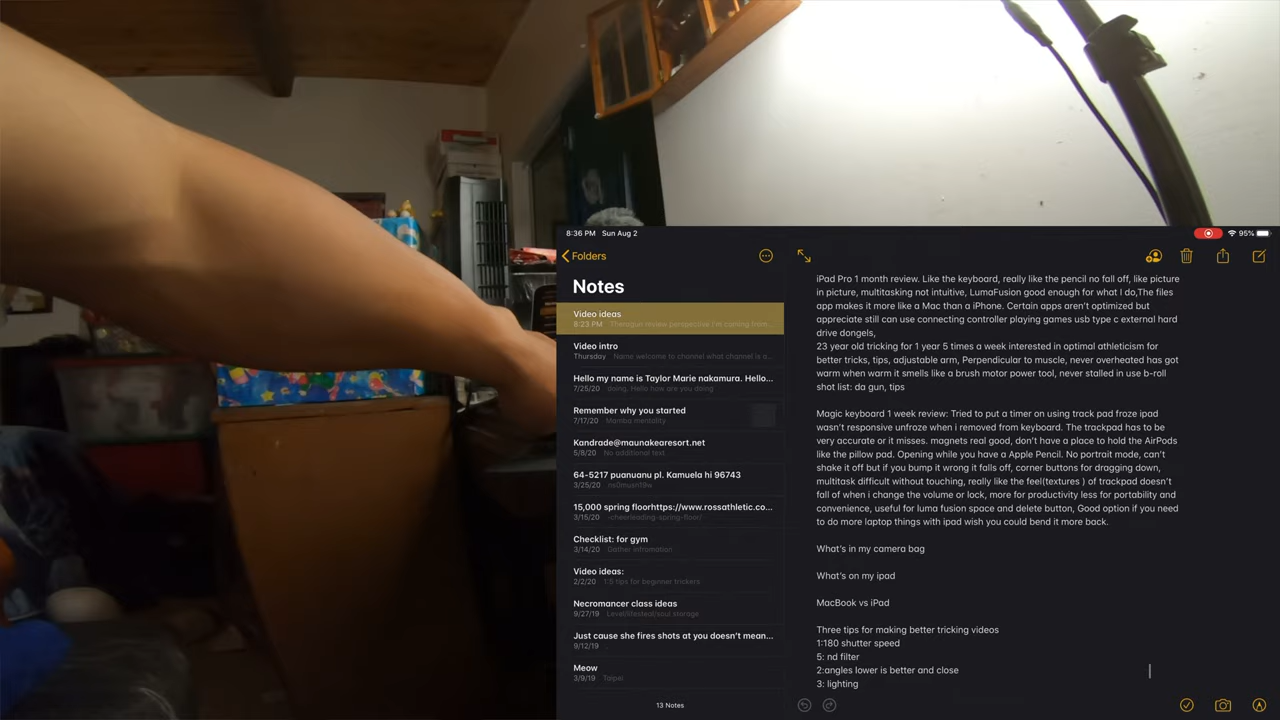 8:36 PM Sun Aug 2
95%
Folders
Notes
Video ideas
8:23 PM Theragun review perspective I'm coming from...
Video intro
Thursday Name welcome to channel what channel is a...
Hello my name is Taylor Marie nakamura. Hello...
7/25/20 doing, Hello how are you doing
Remember why you started
7/17/20 Mamba mentality
Kandrade@maunakearesort.net
5/8/20 No additional text
64-5217 puanuanu pl. Kamuela hi 96743
3/25/20
15,000 spring floorhttps://www.rossathletic.co...
3/15/20 -cheerleading-spring-floor/
Checklist: for gym
3/14/20 Gather infromation
Video ideas:
2/2/20 1:5 tips for beginner trickers
Necromancer class ideas
9/27/19 Level/lifesteal/soul storage
Just cause she fires shots at you doesn't mean...
9/12/19 .
Meow
3/9/19 Taipei
13 Notes
iPad Pro 1 month review. Like the keyboard, really like the pencil no fall off, like picture
in picture, multitasking not intuitive, LumaFusion good enough for what I do,The files
app makes it more like a Mac than a iPhone. Certain apps aren't optimized but
appreciate still can use connecting controller playing games usb type c external hard
drive dongels,
23 year old tricking for 1 year 5 times a week interested in optimal athleticism for
better tricks, tips, adjustable arm, Perpendicular to muscle, never overheated has got
warm when warm it smells like a brush motor power tool, never stalled in use b-roll
shot list: da gun, tips
Magic keyboard 1 week review: Tried to put a timer on using track pad froze ipad
wasn't responsive unfroze when i removed from keyboard. The trackpad has to be
very accurate or it misses. magnets real good, don't have a place to hold the AirPods
like the pillow pad. Opening while you have a Apple Pencil. No portrait mode, can't
shake it off but if you bump it wrong it falls off, corner buttons for dragging down,
multitask difficult without touching, really like the feel(textures ) of trackpad doesn't
fall of when i change the volume or lock, more for productivity less for portability and
convenience, useful for luma fusion space and delete button, Good option if you need
to do more laptop things with ipad wish you could bend it more back.
What's in my camera bag
What's on my ipad
MacBook vs iPad
Three tips for making better tricking videos
1:180 shutter speed
5: nd filter
2:angles lower is better and close
3: lighting